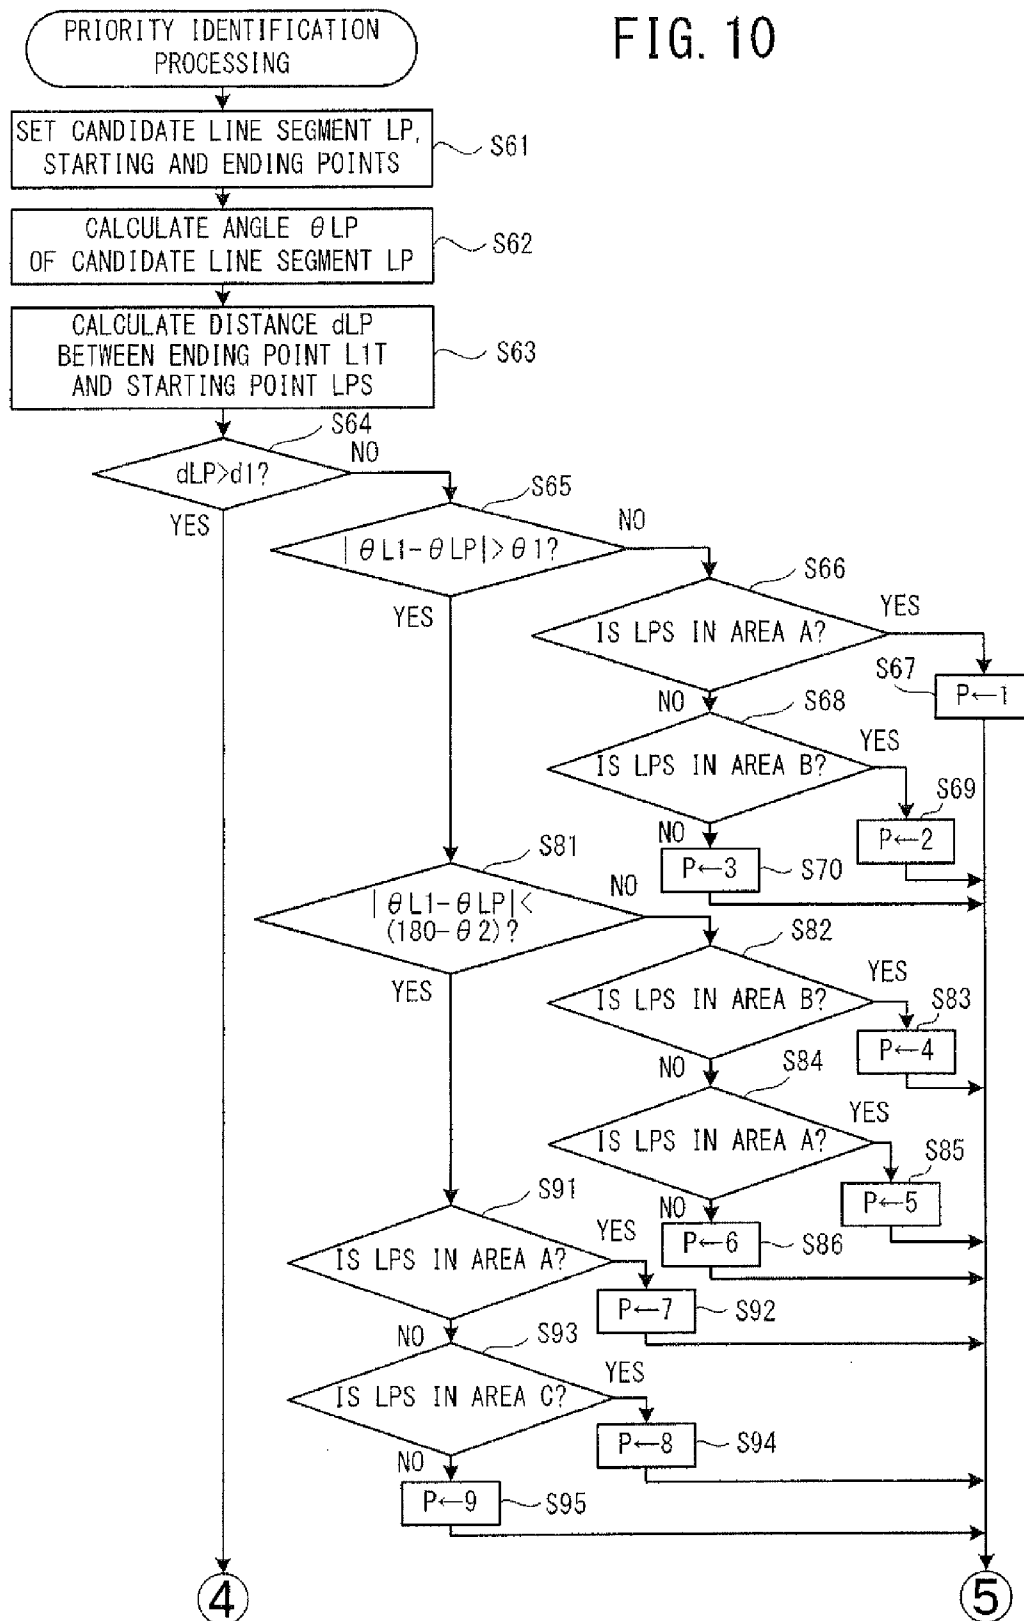 FIG. 10
PRIORITY IDENTIFICATION
PROCESSING
SET CANDIDATE LINE SEGMENT LP,
STARTING AND ENDING POINTS
S61
CALCULATE ANGLE θLP
OF CANDIDATE LINE SEGMENT LP
S62
CALCULATE DISTANCE dLP
BETWEEN ENDING POINT L1T
AND STARTING POINT LPS
S63
S64
dLP>d1?
NO
YES
S65
|θL1-θLP|>θ1?
NO
YES
S66
IS LPS IN AREA A?
YES
S67
P←1
NO
S68
IS LPS IN AREA B?
YES
S69
P←2
NO
P←3
S70
S81
|θL1-θLP|<
(180-θ2)?
NO
YES
S82
IS LPS IN AREA B?
YES
S83
P←4
NO
S84
IS LPS IN AREA A?
YES
S85
P←5
NO
P←6
S86
S91
IS LPS IN AREA A?
YES
P←7
S92
NO
S93
IS LPS IN AREA C?
YES
P←8
S94
NO
P←9
S95
4
5